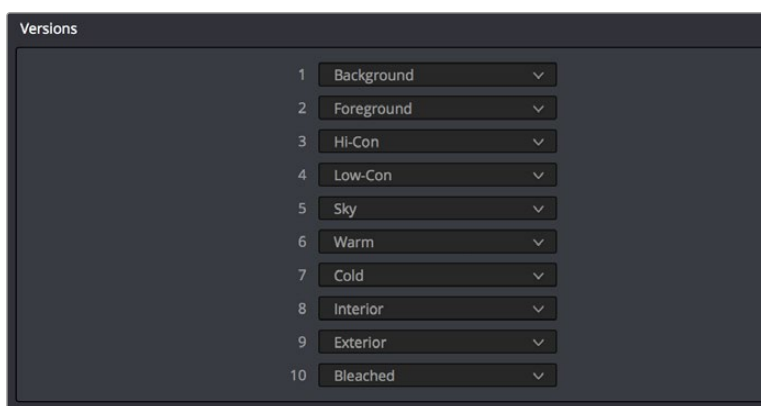 Versions
1 Background
2 Foreground
3 Hi-Con
4 Low-Con
5 Sky
6 Warm
7 Cold
8 Interior
9 Exterior
10 Bleached